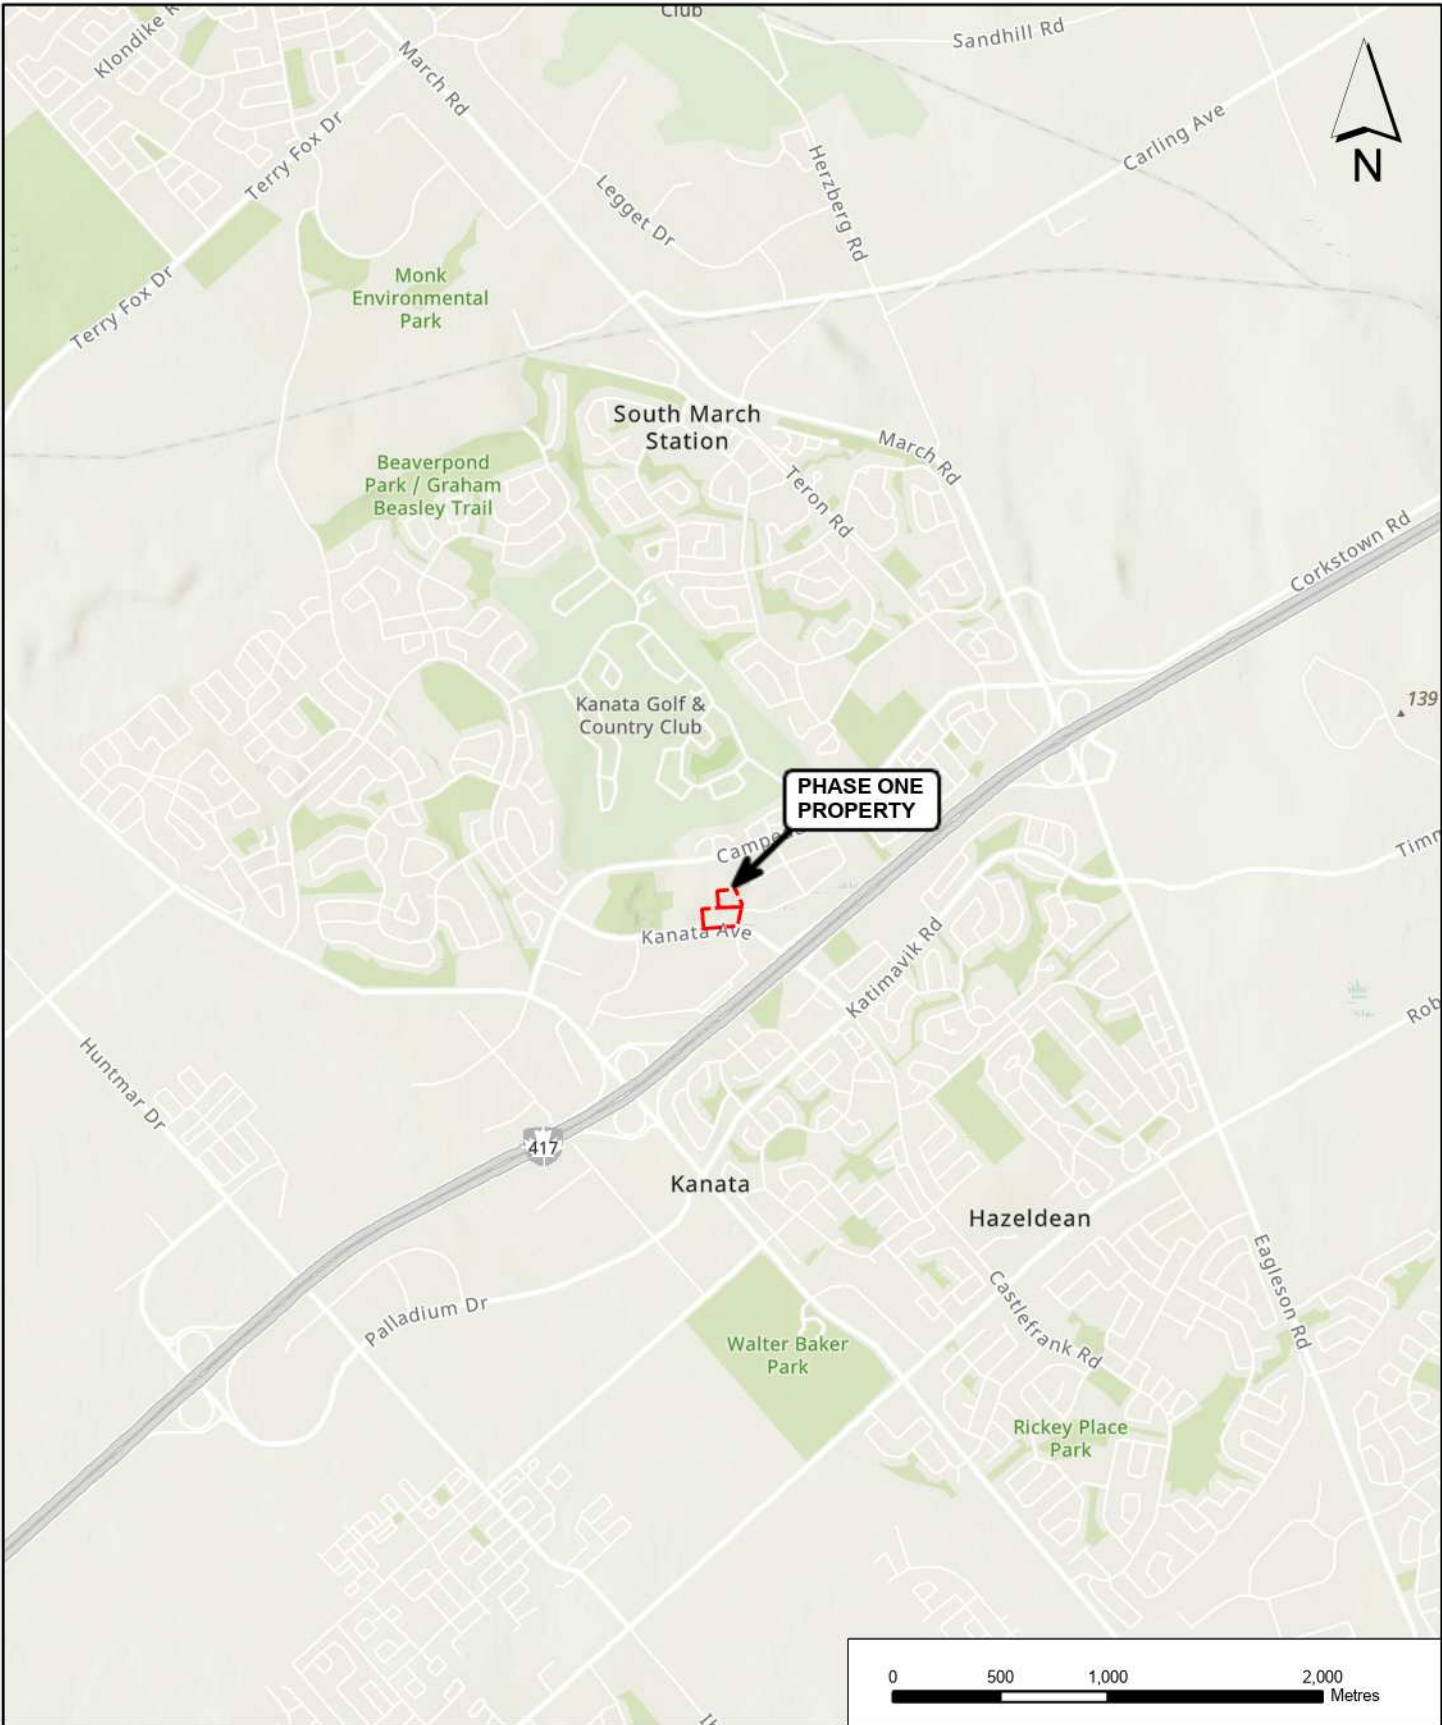 Club
Klondike R
March Rd
Sandhill Rd
Terry Fox Dr
Carling Ave
N
Herzberg Rd
Legget Dr
Monk
Environmental
Park
Terry Fox Dr
South March
Station
March Rd
Beaverpond
Park / Graham
Beasley Trail
Teron Rd
Corkstown Rd
Kanata Golf &
Country Club
139
PHASE ONE
PROPERTY
Campe
Timm
Kanata Ave
Katimavik Rd
Rob
Huntmar Dr
417
Kanata
Hazeldean
Eagleson Rd
Palladium Dr
Castlefrank Rd
Walter Baker
Park
Rickey Place
Park
0 500 1,000 2,000
Metres